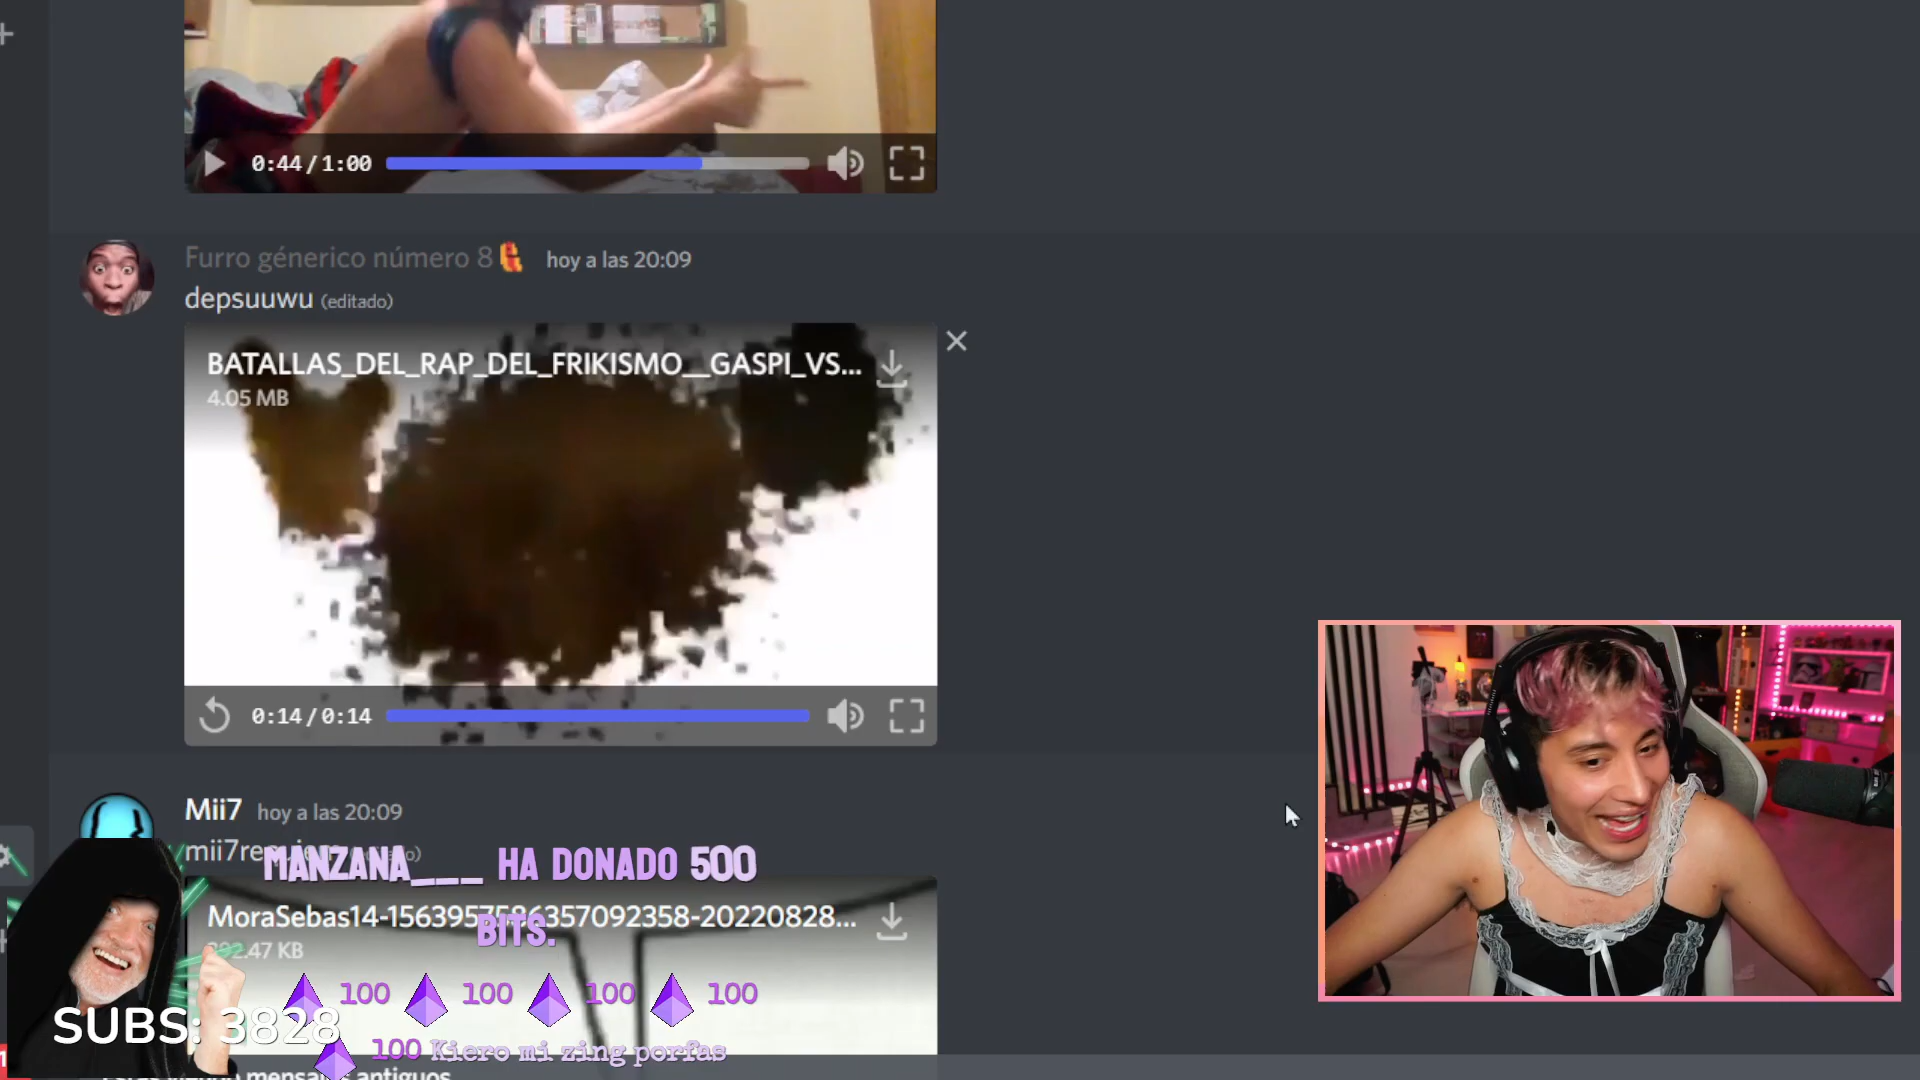 0:44/1:00
Furro génerico número 8 hoy a las 20:09
depsuuwu (editado)
BATALLAS_DEL_RAP_DEL_FRIKISMO__GASPI_VS...
4.05 MB
0:14/0:14
Mii7 hoy a las 20:09
MANZANA___ HA DONADO 500
BITS.
MoraSebas14-1563957586357092358-20220828...
100 100 100 100
SUBS: 3828
100 Kiero mi zing porfas
mensajes antiguos